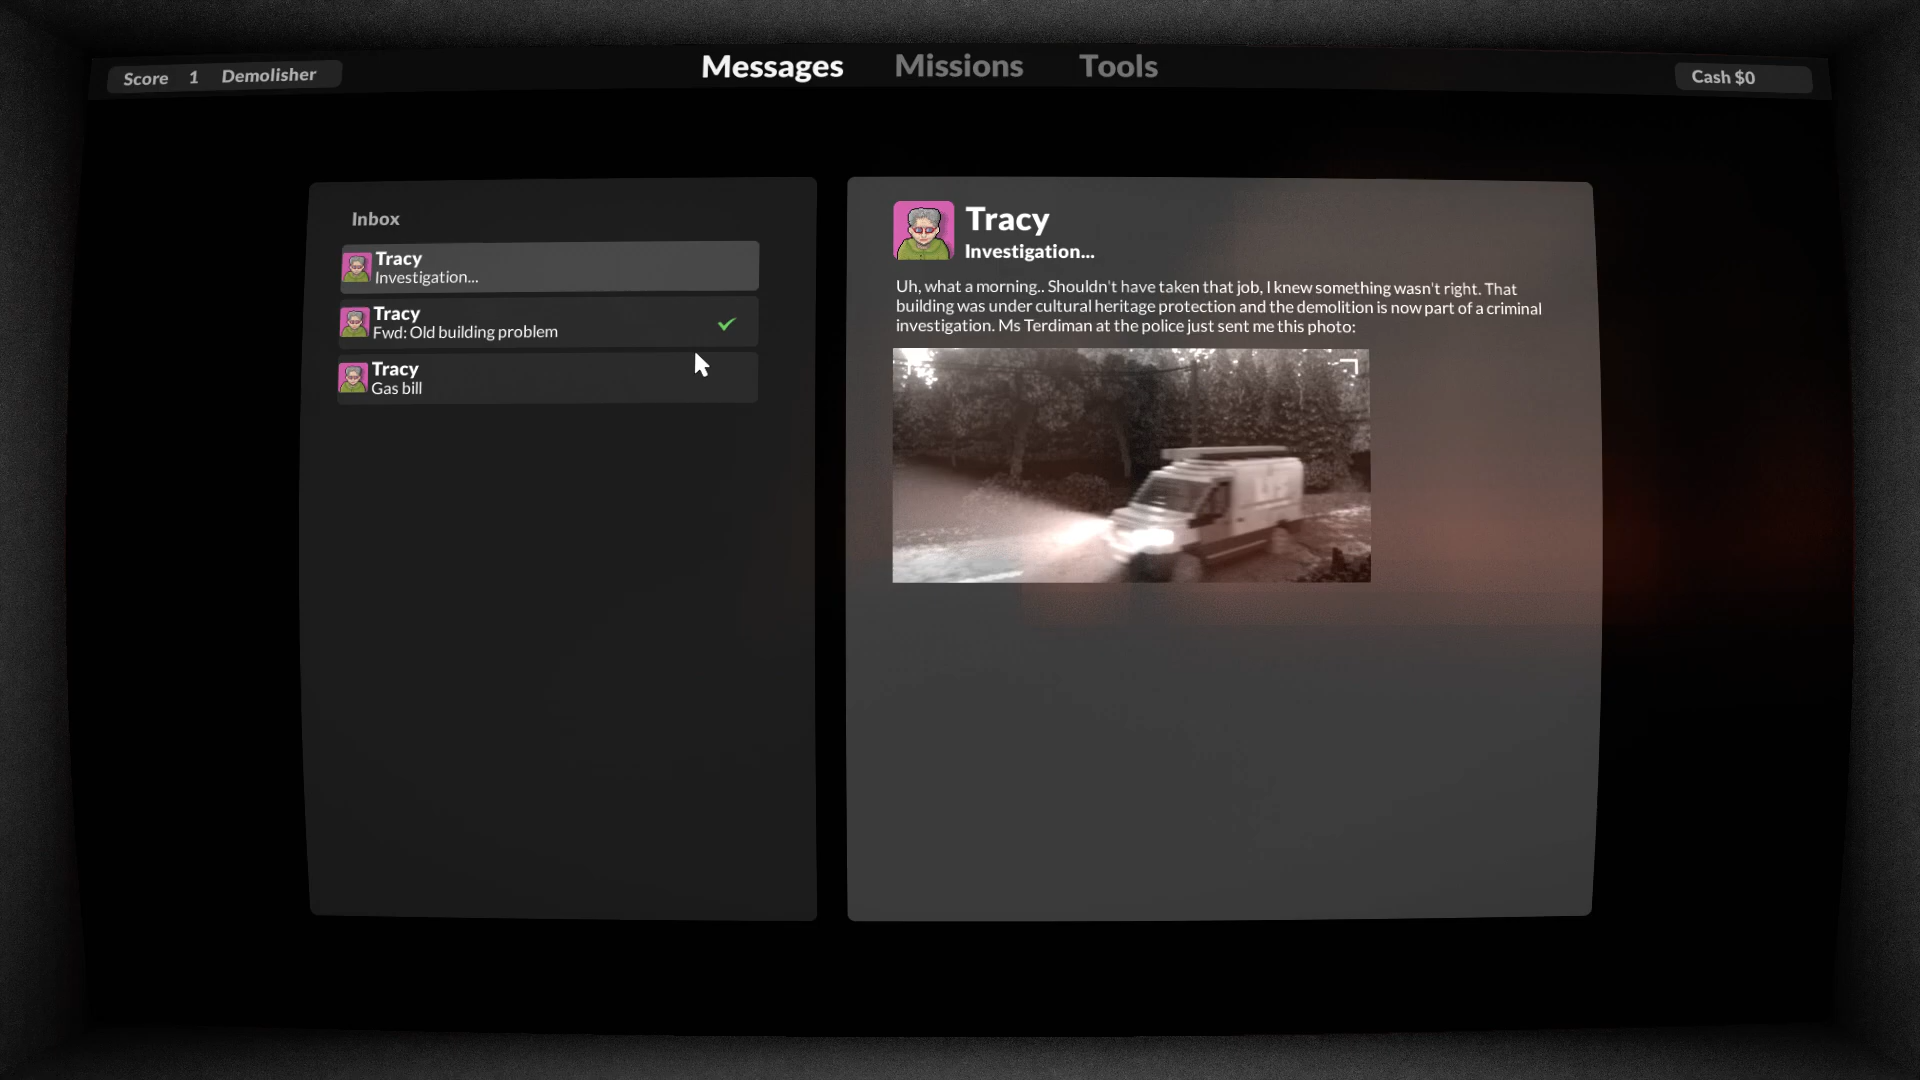 Score 1 Demolisher
Messages Missions Tools
Cash $0
Inbox
Tracy
Investigation...
Tracy
Fwd: Old building problem
Tracy
Gas bill
Tracy
Investigation...
Uh, what a morning.. Shouldn't have taken that job, I knew something wasn't right. That
building was under cultural heritage protection and the demolition is now part of a criminal
investigation. Ms Terdiman at the police just sent me this photo: